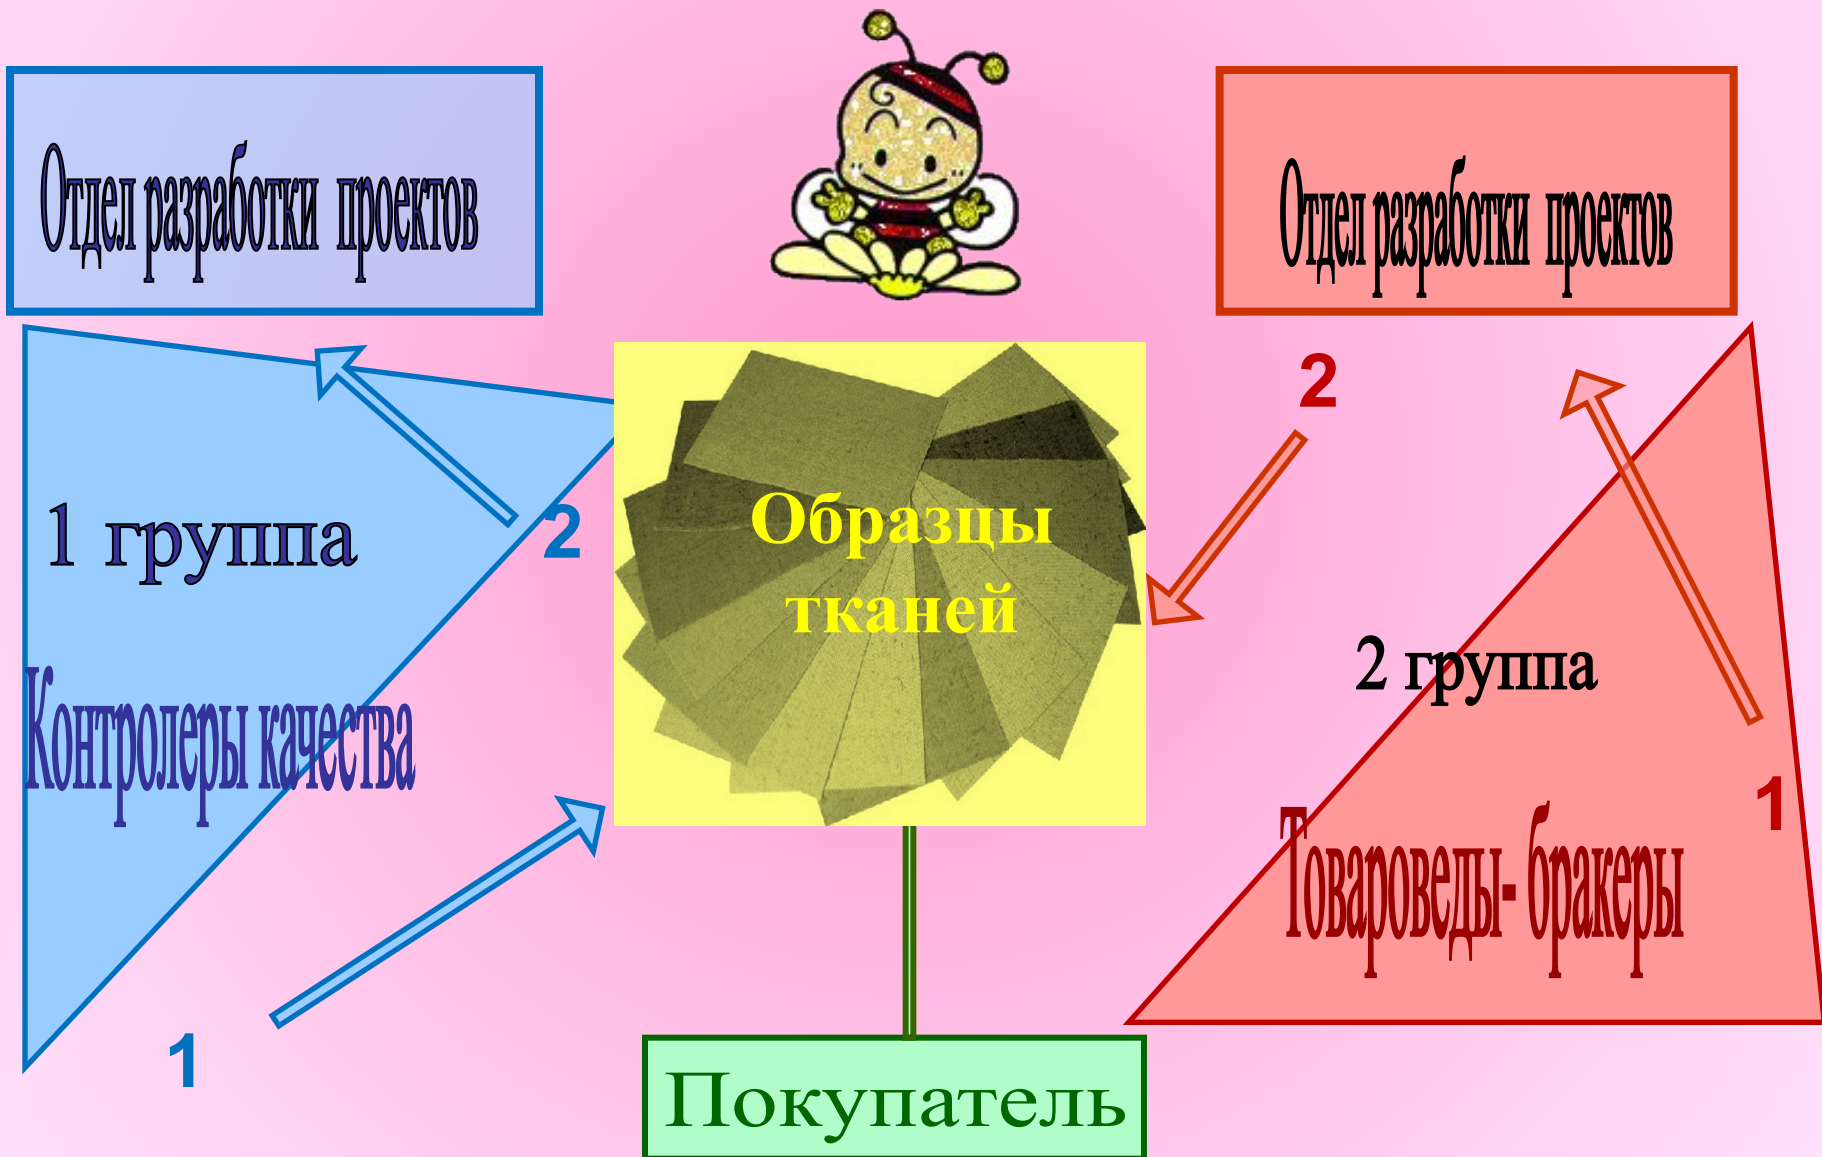 Отдел разработки проектов
Отдел разработки проектов
2
1 группа
2
Образцы
тканей
2 группа
Контролеры качества
1
Товароведы- бракеры
1
Покупатель